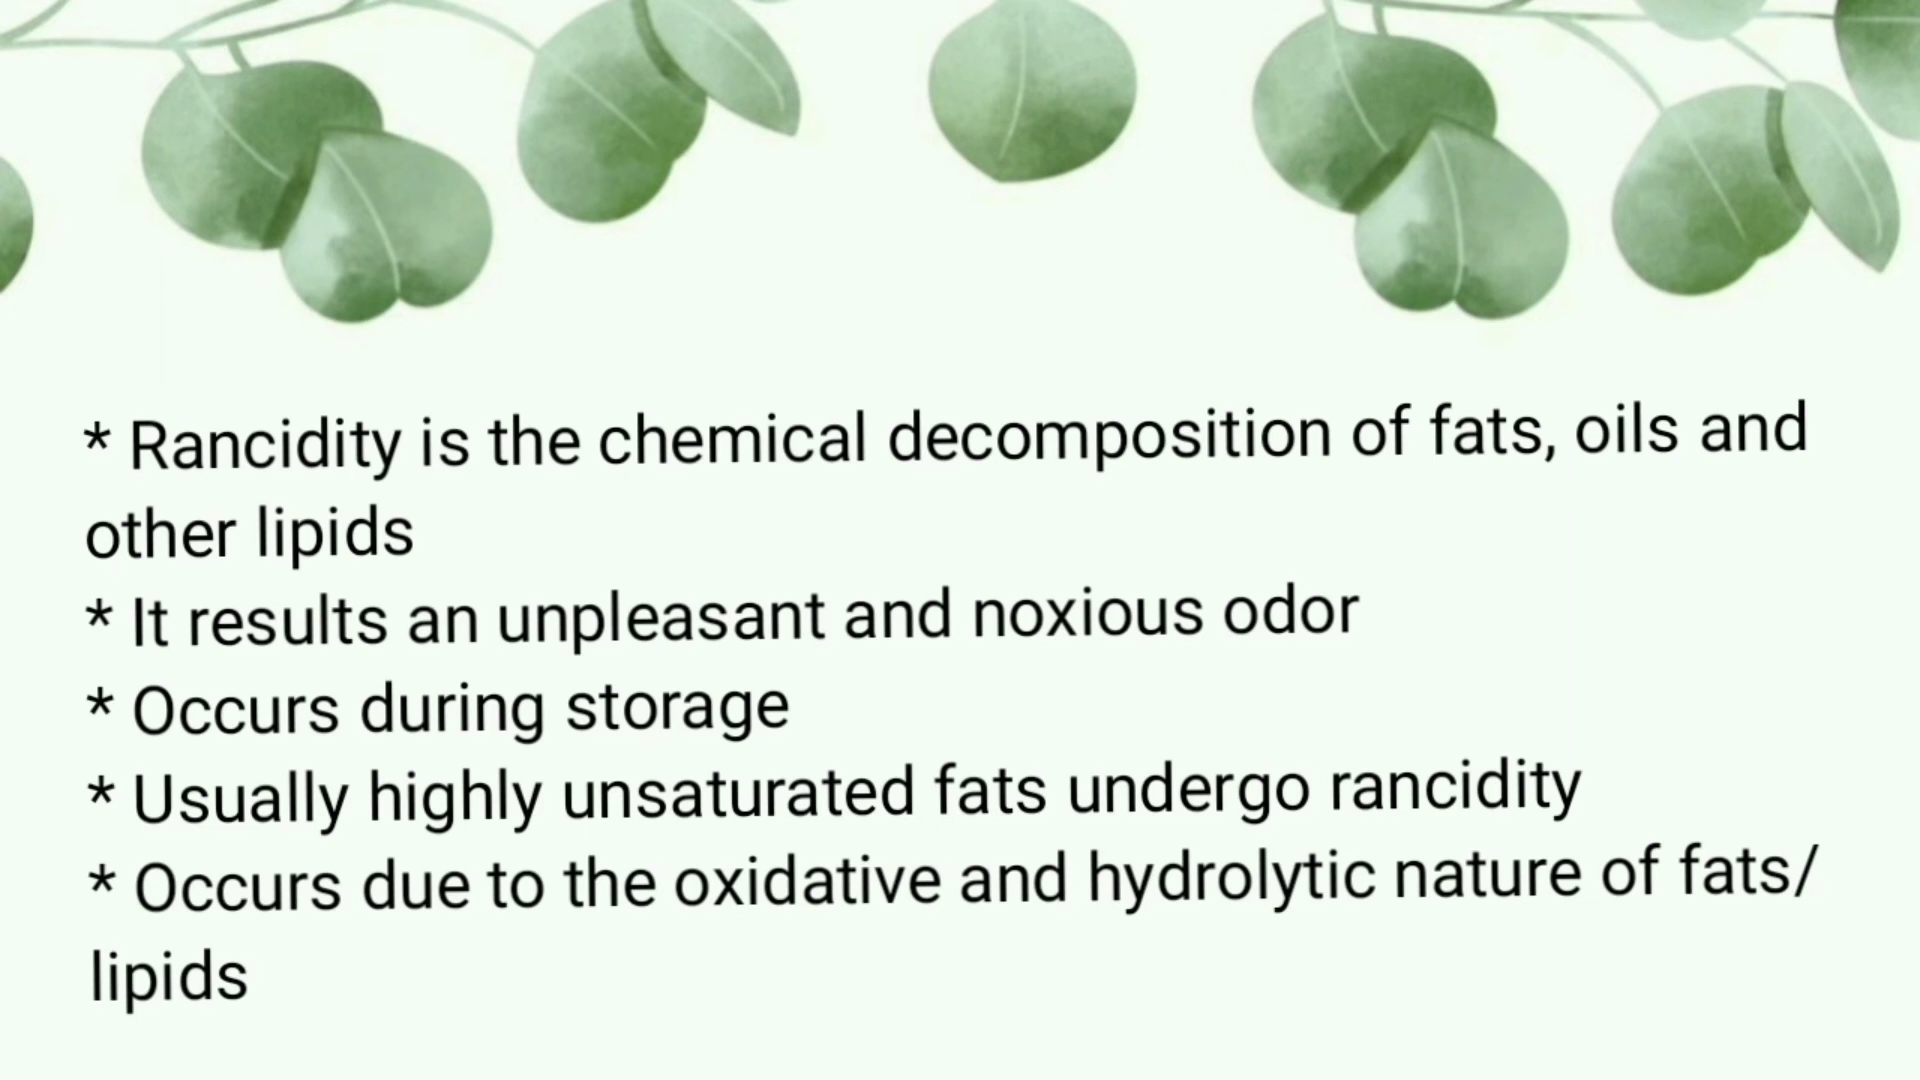 * Rancidity is the chemical decomposition of fats, oils and
other lipids
* It results an unpleasant and noxious odor
* Occurs during storage
* Usually highly unsaturated fats undergo rancidity
* Occurs due to the oxidative and hydrolytic nature of fats/
lipids